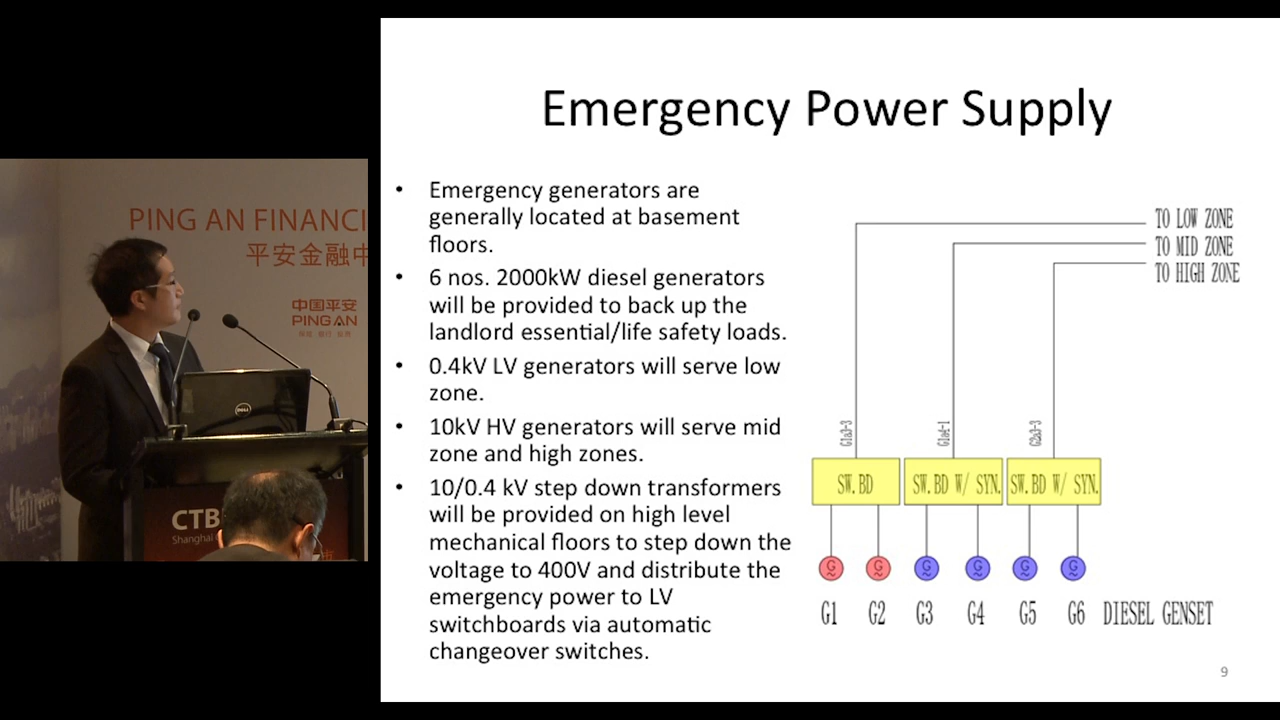 Emergency Power Supply
• Emergency generators are
generally located at basement
floors.
• 6 nos. 2000kW diesel generators
will be provided to back up the
landlord essential/life safety loads.
• 0.4kV LV generators will serve low
zone.
• 10kV HV generators will serve mid
zone and high zones.
• 10/0.4 kV step down transformers
will be provided on high level
mechanical floors to step down the
voltage to 400V and distribute the
emergency power to LV
switchboards via automatic
changeover switches.
TO LOW ZONE
TO MID ZONE
TO HIGH ZONE
SW.BD
SW.BD W/ SYN.
SW.BD W/ SYN.
G G G G G G
G1 G2 G3 G4 G5 G6 DIESEL GENSET
9
PING AN FINANCI
平安金融中
中国平安
PING AN
DELL
CTB
Shanghai
市